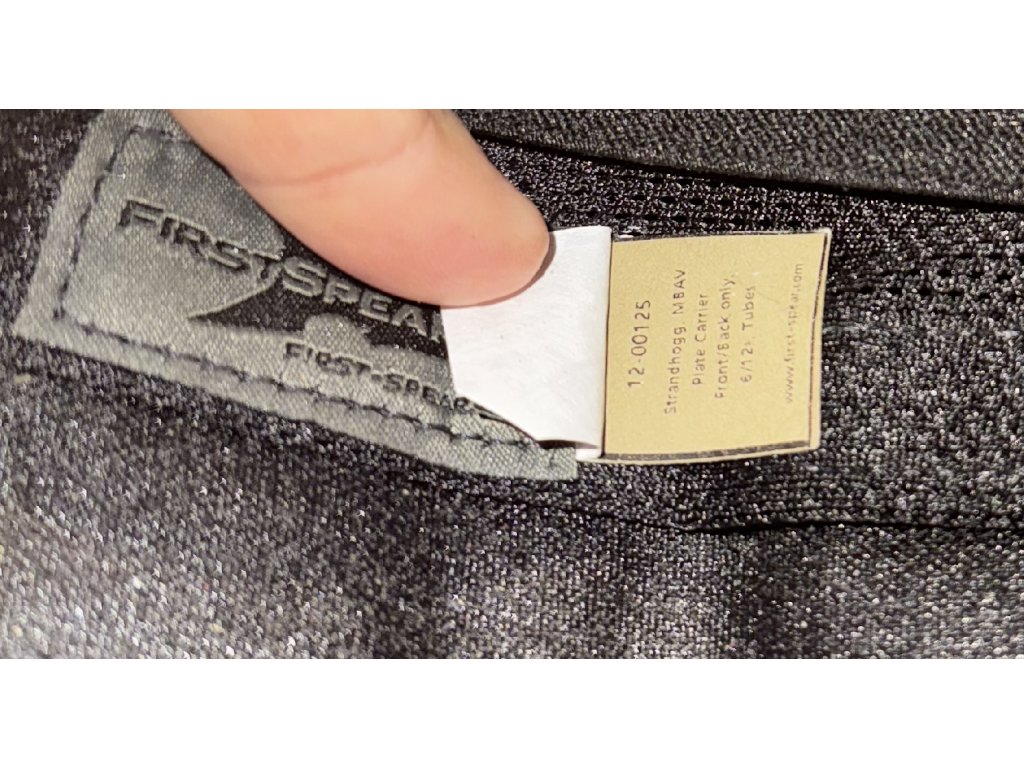 FIRSTSPEAR
FIRST-SPEAR
12-00125
Strandhogg, MBAV
Plate Carrier
Front/Back only,
6/12, Tubes
www.first-spear.com